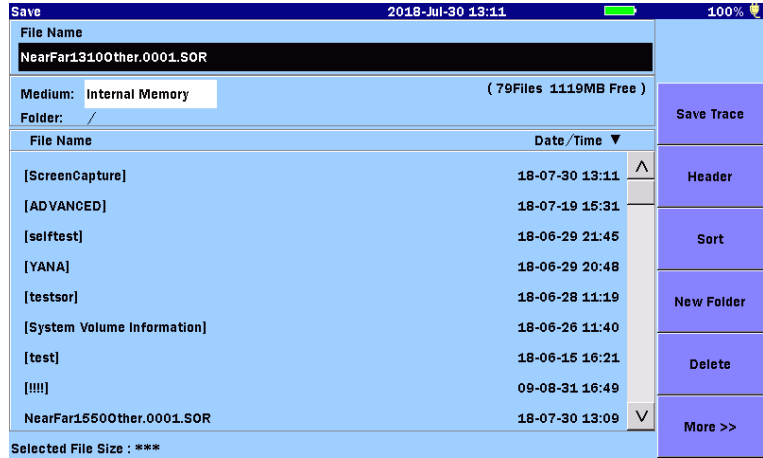 Save 2018-Jul-30 13:11 100%
File Name
NearFar1310Other.0001.SOR
Medium: Internal Memory ( 79Files 1119MB Free )
Folder: /
File Name Date/Time ▼
[ScreenCapture] 18-07-30 13:11
[ADVANCED] 18-07-19 15:31
[selftest] 18-06-29 21:45
[YANA] 18-06-29 20:48
[testsor] 18-06-28 11:19
[System Volume Information] 18-06-26 11:40
[test] 18-06-15 16:21
[!!!!] 09-08-31 16:49
NearFar1550Other.0001.SOR 18-07-30 13:09
Selected File Size : ***
Save Trace
Header
Sort
New Folder
Delete
More >>